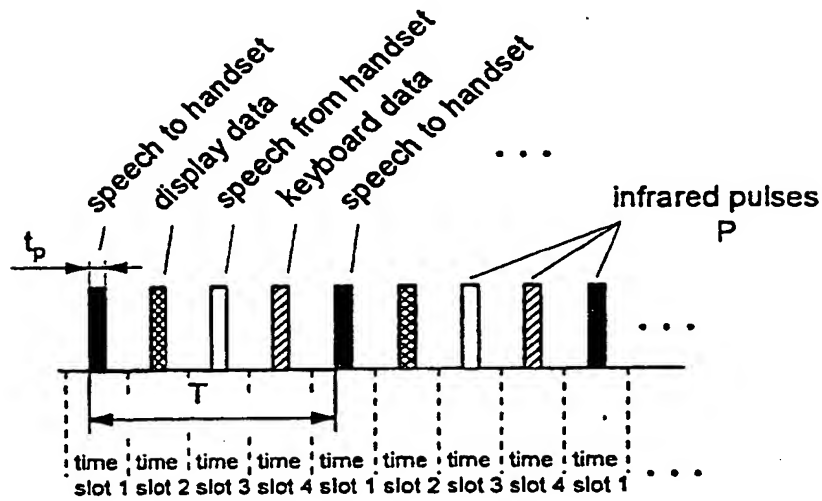 speech to handset
display data
speech from handset
keyboard data
speech to handset
. . .
infrared pulses
P
tp
. . .
T
time slot 1
time slot 2
time slot 3
time slot 4
time slot 1
time slot 2
time slot 3
time slot 4
time slot 1
. . .